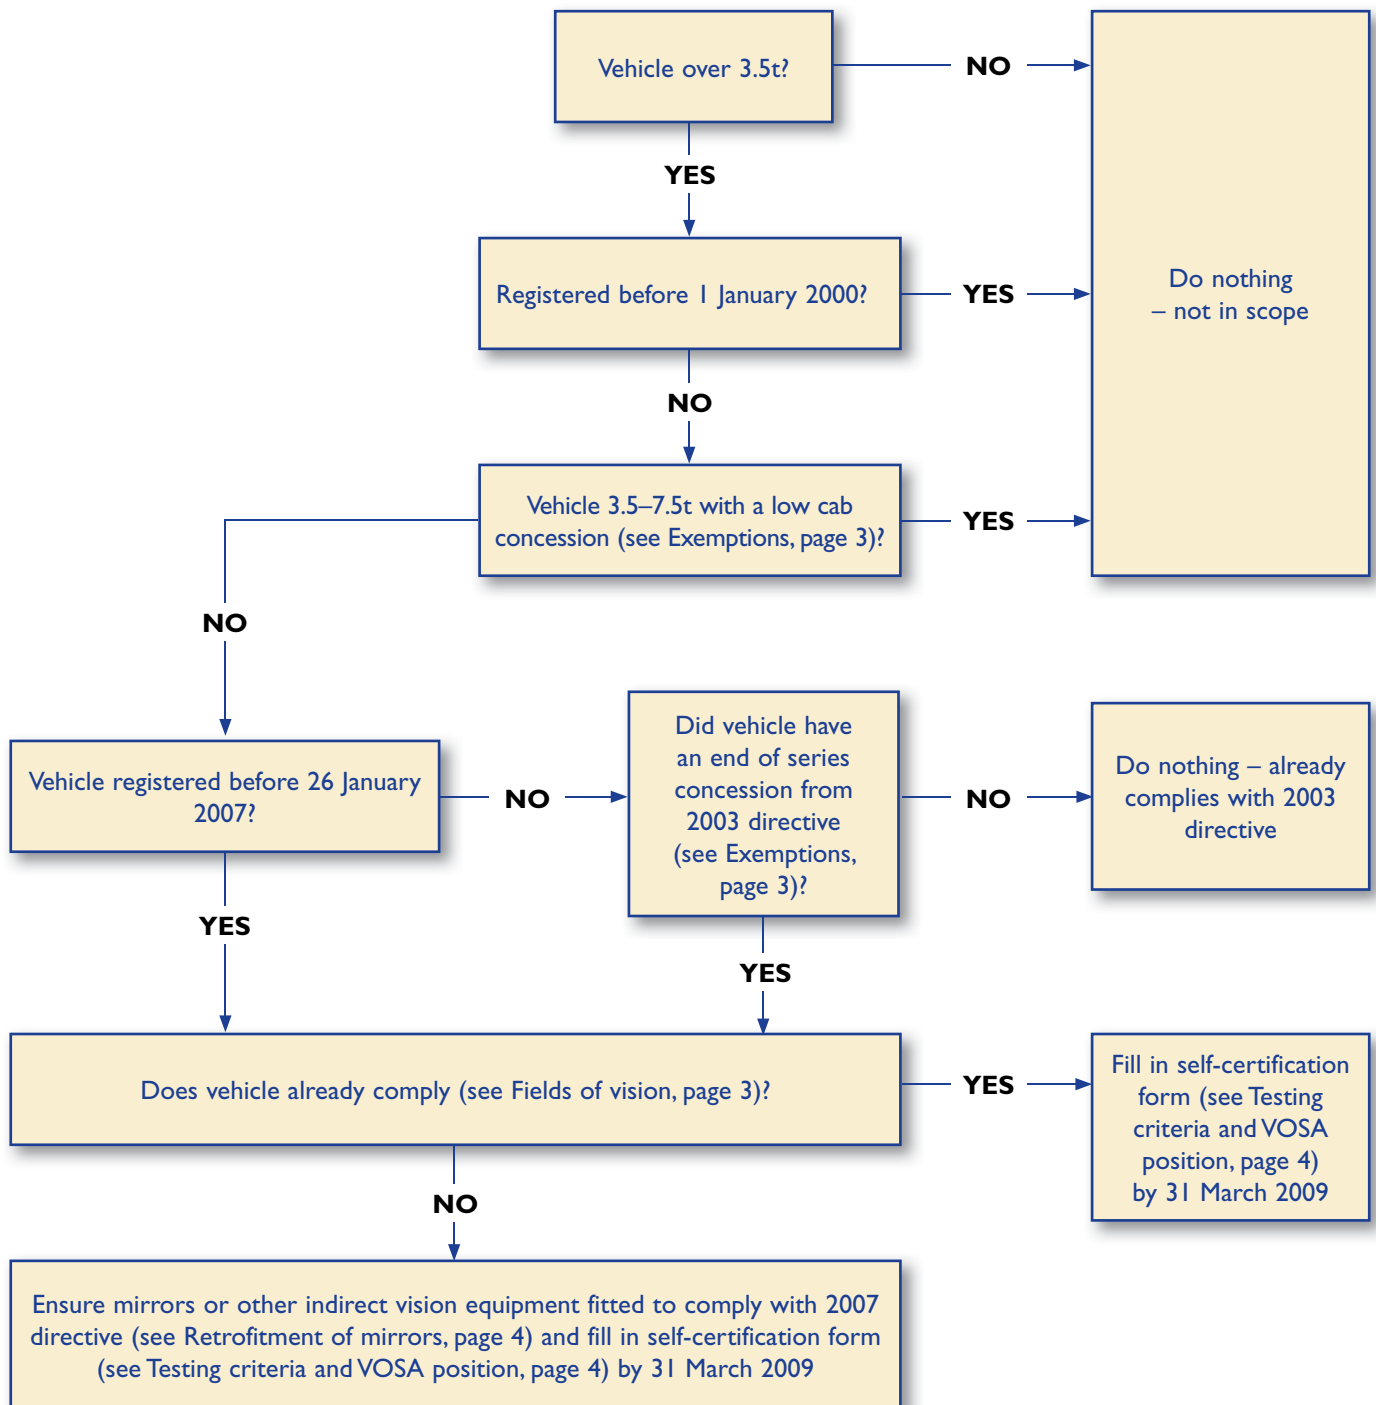 Vehicle over 3.5t?
NO
YES
Registered before 1 January 2000?
YES
Do nothing
– not in scope
NO
Vehicle 3.5–7.5t with a low cab
concession (see Exemptions, page 3)?
YES
NO
Vehicle registered before 26 January
2007?
NO
Did vehicle have
an end of series
concession from
2003 directive
(see Exemptions,
page 3)?
NO
Do nothing – already
complies with 2003
directive
YES
YES
Does vehicle already comply (see Fields of vision, page 3)?
YES
Fill in self-certification
form (see Testing
criteria and VOSA
position, page 4)
by 31 March 2009
NO
Ensure mirrors or other indirect vision equipment fitted to comply with 2007
directive (see Retrofitment of mirrors, page 4) and fill in self-certification form
(see Testing criteria and VOSA position, page 4) by 31 March 2009